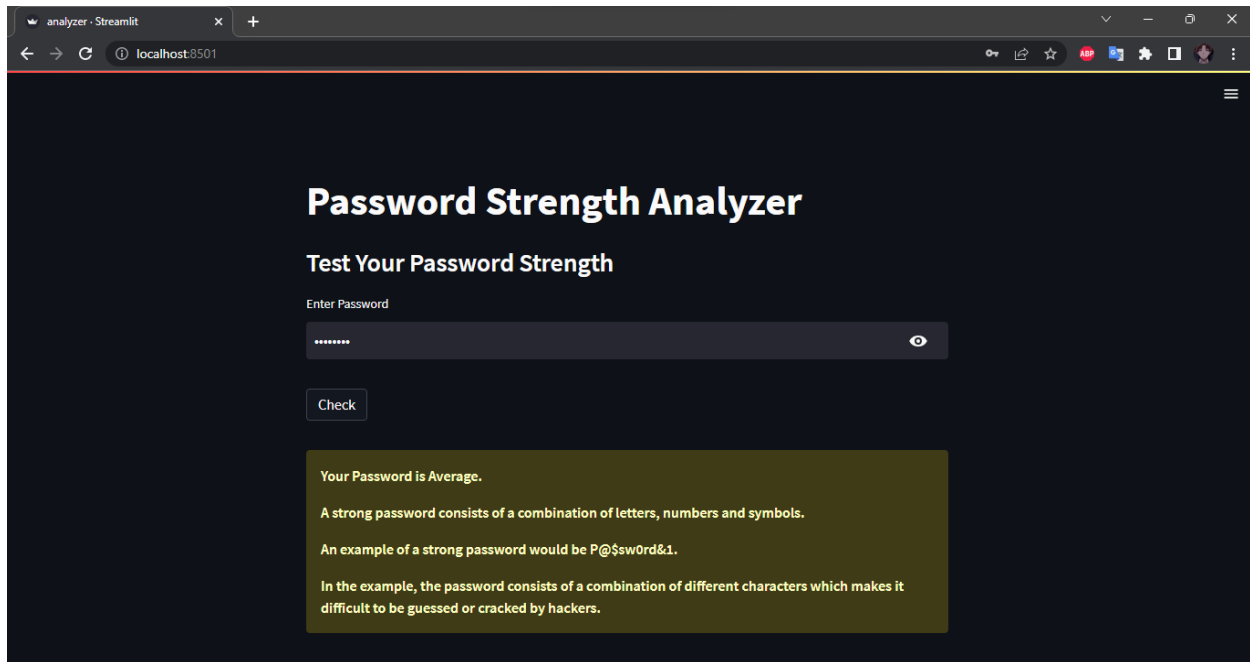 analyzer · Streamlit
localhost:8501
ABP
Password Strength Analyzer
Test Your Password Strength
Enter Password
••••••••
Check
Your Password is Average.
A strong password consists of a combination of letters, numbers and symbols.
An example of a strong password would be P@$sw0rd&1.
In the example, the password consists of a combination of different characters which makes it
difficult to be guessed or cracked by hackers.